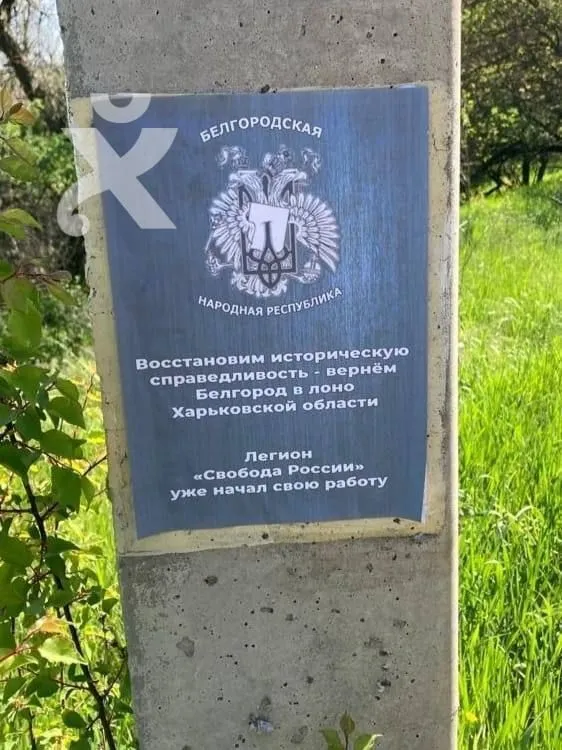 БЕЛГОРОДСКАЯ
НАРОДНАЯ РЕСПУБЛИКА
Восстановим историческую
справедливость - вернём
Белгород в лоно
Харьковской области
Легион
«Свобода России»
уже начал свою работу